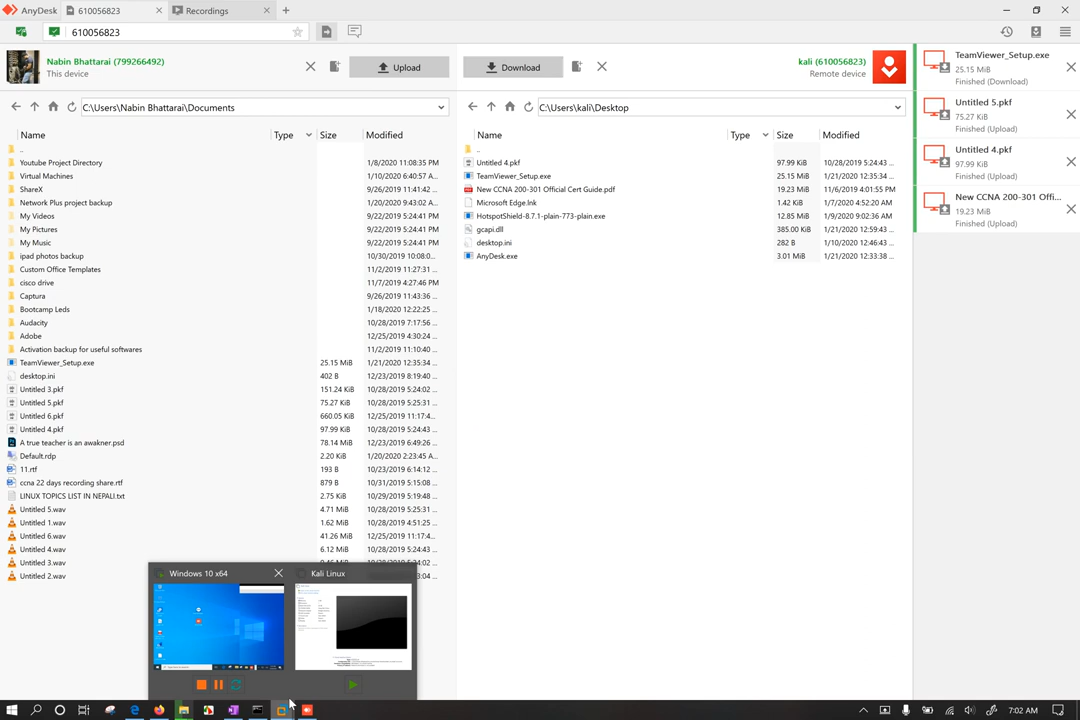 AnyDesk 610056823 Recordings
610056823
Nabin Bhattarai (799266492)
This device
Upload
Download
kali (610056823)
Remote device
C:\Users\Nabin Bhattarai\Documents
C:\Users\kali\Desktop
Name Type Size Modified
Name Type Size Modified
..
Youtube Project Directory 1/8/2020 11:08:35 PM
Virtual Machines 1/10/2020 6:40:57 A...
ShareX 9/26/2019 11:41:42 ...
Network Plus project backup 1/20/2020 9:43:02 A...
My Videos 9/22/2019 5:24:41 PM
My Pictures 9/22/2019 5:24:41 PM
My Music 9/22/2019 5:24:41 PM
ipad photos backup 10/30/2019 10:08:0...
Custom Office Templates 11/2/2019 11:27:31 ...
cisco drive 11/7/2019 4:27:46 PM
Captura 9/26/2019 11:43:36 ...
Bootcamp Leds 1/18/2020 12:22:25 ...
Audacity 10/28/2019 7:17:56 ...
Adobe 12/25/2019 4:30:24 ...
Activation backup for useful softwares 11/2/2019 11:10:40 ...
TeamViewer_Setup.exe 25.15 MiB 1/21/2020 12:35:34 ...
desktop.ini 402 B 12/23/2019 8:19:40 ...
Untitled 3.pkf 151.24 KiB 10/28/2019 5:24:02 ...
Untitled 5.pkf 75.27 KiB 10/28/2019 5:25:31 ...
Untitled 6.pkf 660.05 KiB 12/25/2019 11:17:4...
Untitled 4.pkf 97.99 KiB 10/28/2019 5:24:43 ...
A true teacher is an awakner.psd 78.14 MiB 12/23/2019 6:49:26 ...
Default.rdp 2.20 KiB 1/20/2020 2:23:45 A...
11.rtf 193 B 10/23/2019 6:14:12 ...
ccna 22 days recording share.rtf 879 B 10/31/2019 5:15:08 ...
LINUX TOPICS LIST IN NEPALI.txt 2.75 KiB 10/29/2019 5:19:48 ...
Untitled 5.wav 4.71 MiB 10/28/2019 5:25:31 ...
Untitled 1.wav 1.62 MiB 10/28/2019 4:51:25 ...
Untitled 6.wav 41.26 MiB 12/25/2019 11:17:4...
Untitled 4.wav 6.12 MiB 10/28/2019 5:24:43 ...
Untitled 3.wav
Untitled 2.wav
..
Untitled 4.pkf 97.99 KiB 10/28/2019 5:24:43 ...
TeamViewer_Setup.exe 25.15 MiB 1/21/2020 12:35:34 ...
New CCNA 200-301 Official Cert Guide.pdf 19.23 MiB 11/6/2019 4:01:55 PM
Microsoft Edge.lnk 1.42 KiB 1/7/2020 4:52:20 AM
HotspotShield-8.7.1-plain-773-plain.exe 12.85 MiB 1/9/2020 9:02:36 AM
gcapi.dll 385.00 KiB 1/21/2020 12:59:43 ...
desktop.ini 282 B 1/10/2020 12:46:43 ...
AnyDesk.exe 3.01 MiB 1/21/2020 12:33:38 ...
TeamViewer_Setup.exe
25.15 MiB
Finished (Download)
Untitled 5.pkf
75.27 KiB
Finished (Upload)
Untitled 4.pkf
97.99 KiB
Finished (Upload)
New CCNA 200-301 Offi...
19.23 MiB
Finished (Upload)
Windows 10 x64
Kali Linux
7:02 AM